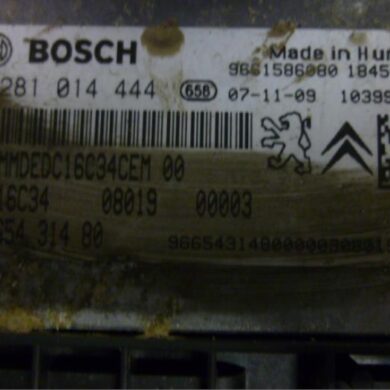 BOSCH
Made in Hun
281 014 444
658
9661586080 1845
07-11-09 10399
MMDEDC16C34CEM 00
16C34 08019 00003
654 314 80